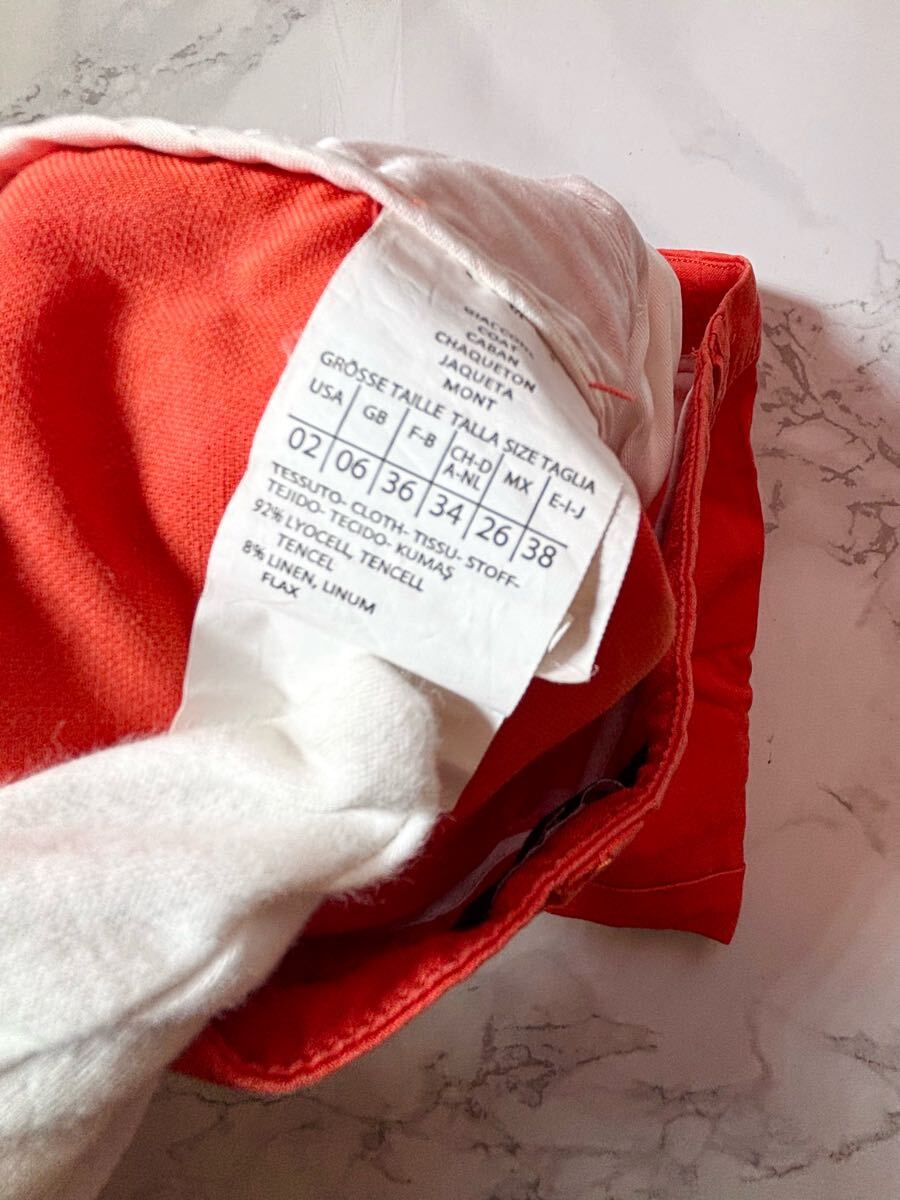 GIACCONE
COAT
CABAN
CHAQUETON
JAQUETA
MONT
GRÖSSE TAILLE TALLA SIZE TAGLIA
USA GB F-B CH-D A-NL MX E-I-J
02 06 36 34 26 38
TESSUTO- CLOTH- TISSU- STOFF-
TEJIDO- TECIDO- KUMAŞ
92% LYOCELL, TENCELL
TENCEL
8% LINEN, LINUM
FLAX